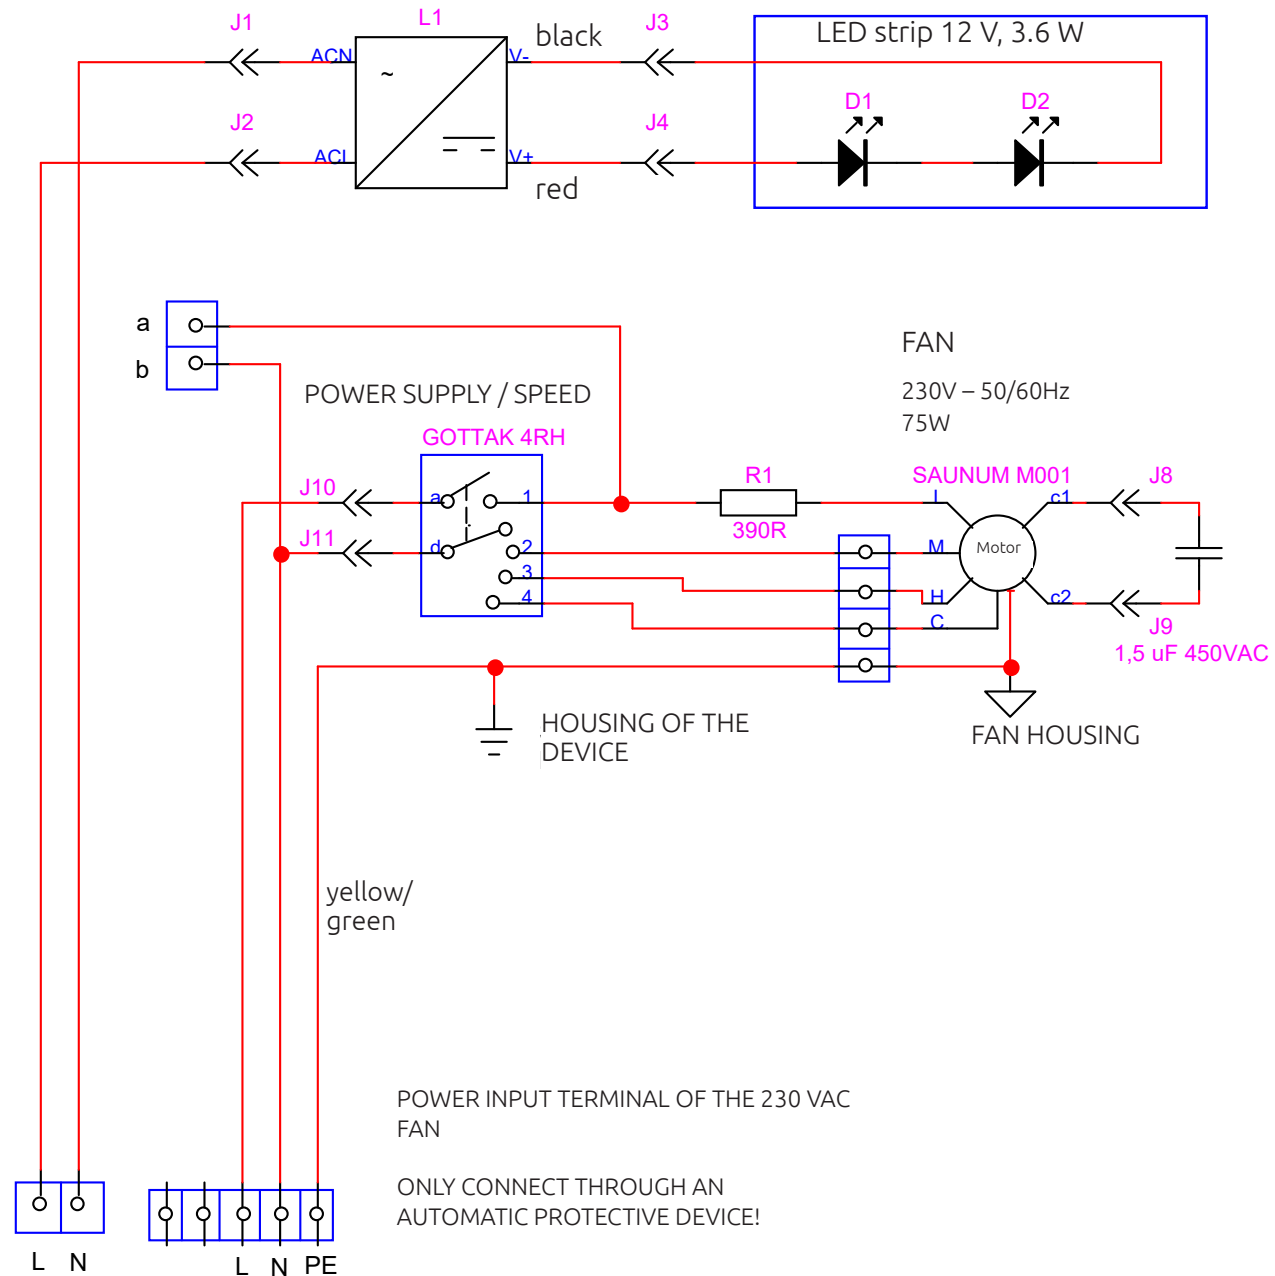 J1
L1
black
J3
LED strip 12 V, 3.6 W
ACN
V-
~
D1
D2
J2
J4
ACL
V+
red
a
b
FAN
POWER SUPPLY / SPEED
230V – 50/60Hz
75W
GOTTAK 4RH
J10
a
1
R1
SAUNUM M001
J8
L
c1
390R
J11
d
2
M
Motor
3
4
H
c2
C
J9
1,5 uF 450VAC
HOUSING OF THE
DEVICE
FAN HOUSING
yellow/
green
POWER INPUT TERMINAL OF THE 230 VAC
FAN
ONLY CONNECT THROUGH AN
AUTOMATIC PROTECTIVE DEVICE!
L N
L N PE